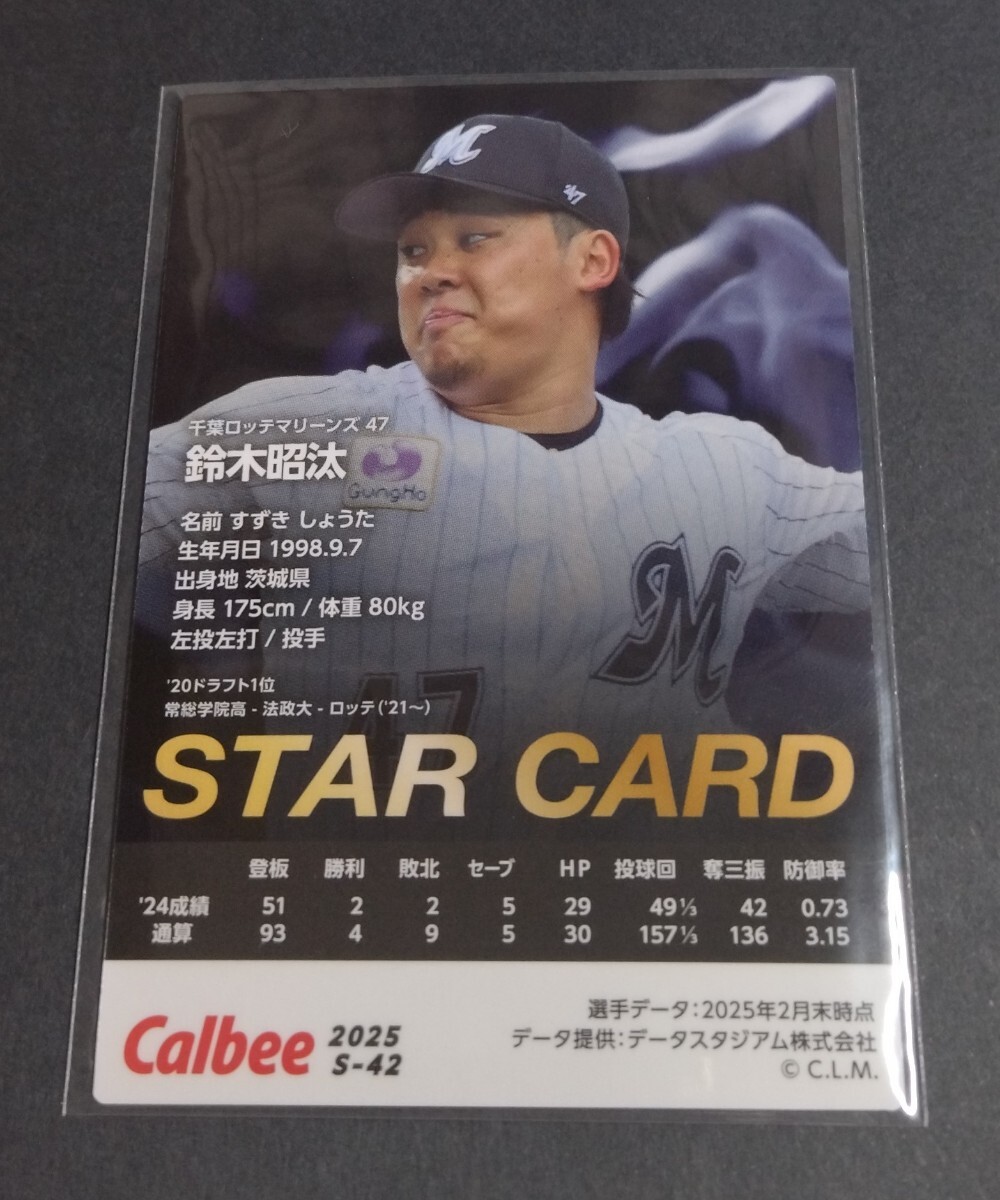 M
'47
千葉ロッテマリーンズ 47
鈴木昭汰
GungHo
名前 すずき しょうた
生年月日 1998.9.7
出身地 茨城県
身長 175cm / 体重 80kg
左投左打 / 投手
M
47
'20ドラフト1位
常総学院高 - 法政大 - ロッテ('21～)
STAR CARD
登板 勝利 敗北 セーブ HP 投球回 奪三振 防御率
'24成績 51 2 2 5 29 49⅓ 42 0.73
通算 93 4 9 5 30 157⅓ 136 3.15
Calbee 2025 S-42
選手データ：2025年2月末時点
データ提供：データスタジアム株式会社
© C.L.M.